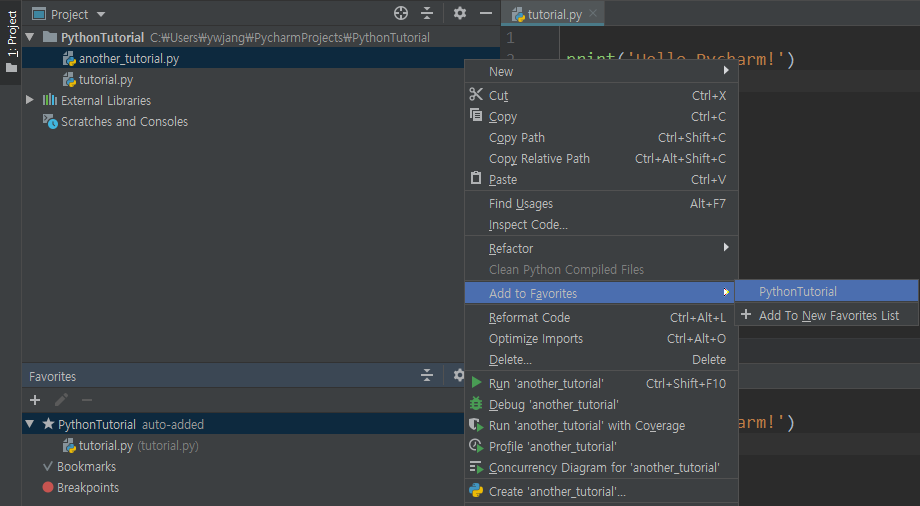 1: Project
Project
PythonTutorial C:₩Users₩ywjang₩PycharmProjects₩PythonTutorial
another_tutorial.py
tutorial.py
External Libraries
Scratches and Consoles
tutorial.py
1
print('Hello Pycharm!')
New
Cut Ctrl+X
Copy Ctrl+C
Copy Path Ctrl+Shift+C
Copy Relative Path Ctrl+Alt+Shift+C
Paste Ctrl+V
Find Usages Alt+F7
Inspect Code...
Refactor
Clean Python Compiled Files
Add to Favorites
PythonTutorial
Add To New Favorites List
Reformat Code Ctrl+Alt+L
Optimize Imports Ctrl+Alt+O
Delete... Delete
Run 'another_tutorial' Ctrl+Shift+F10
Debug 'another_tutorial'
Run 'another_tutorial' with Coverage
Profile 'another_tutorial'
Concurrency Diagram for 'another_tutorial'
Create 'another_tutorial'...
Favorites
PythonTutorial auto-added
tutorial.py (tutorial.py)
Bookmarks
Breakpoints
arm!')